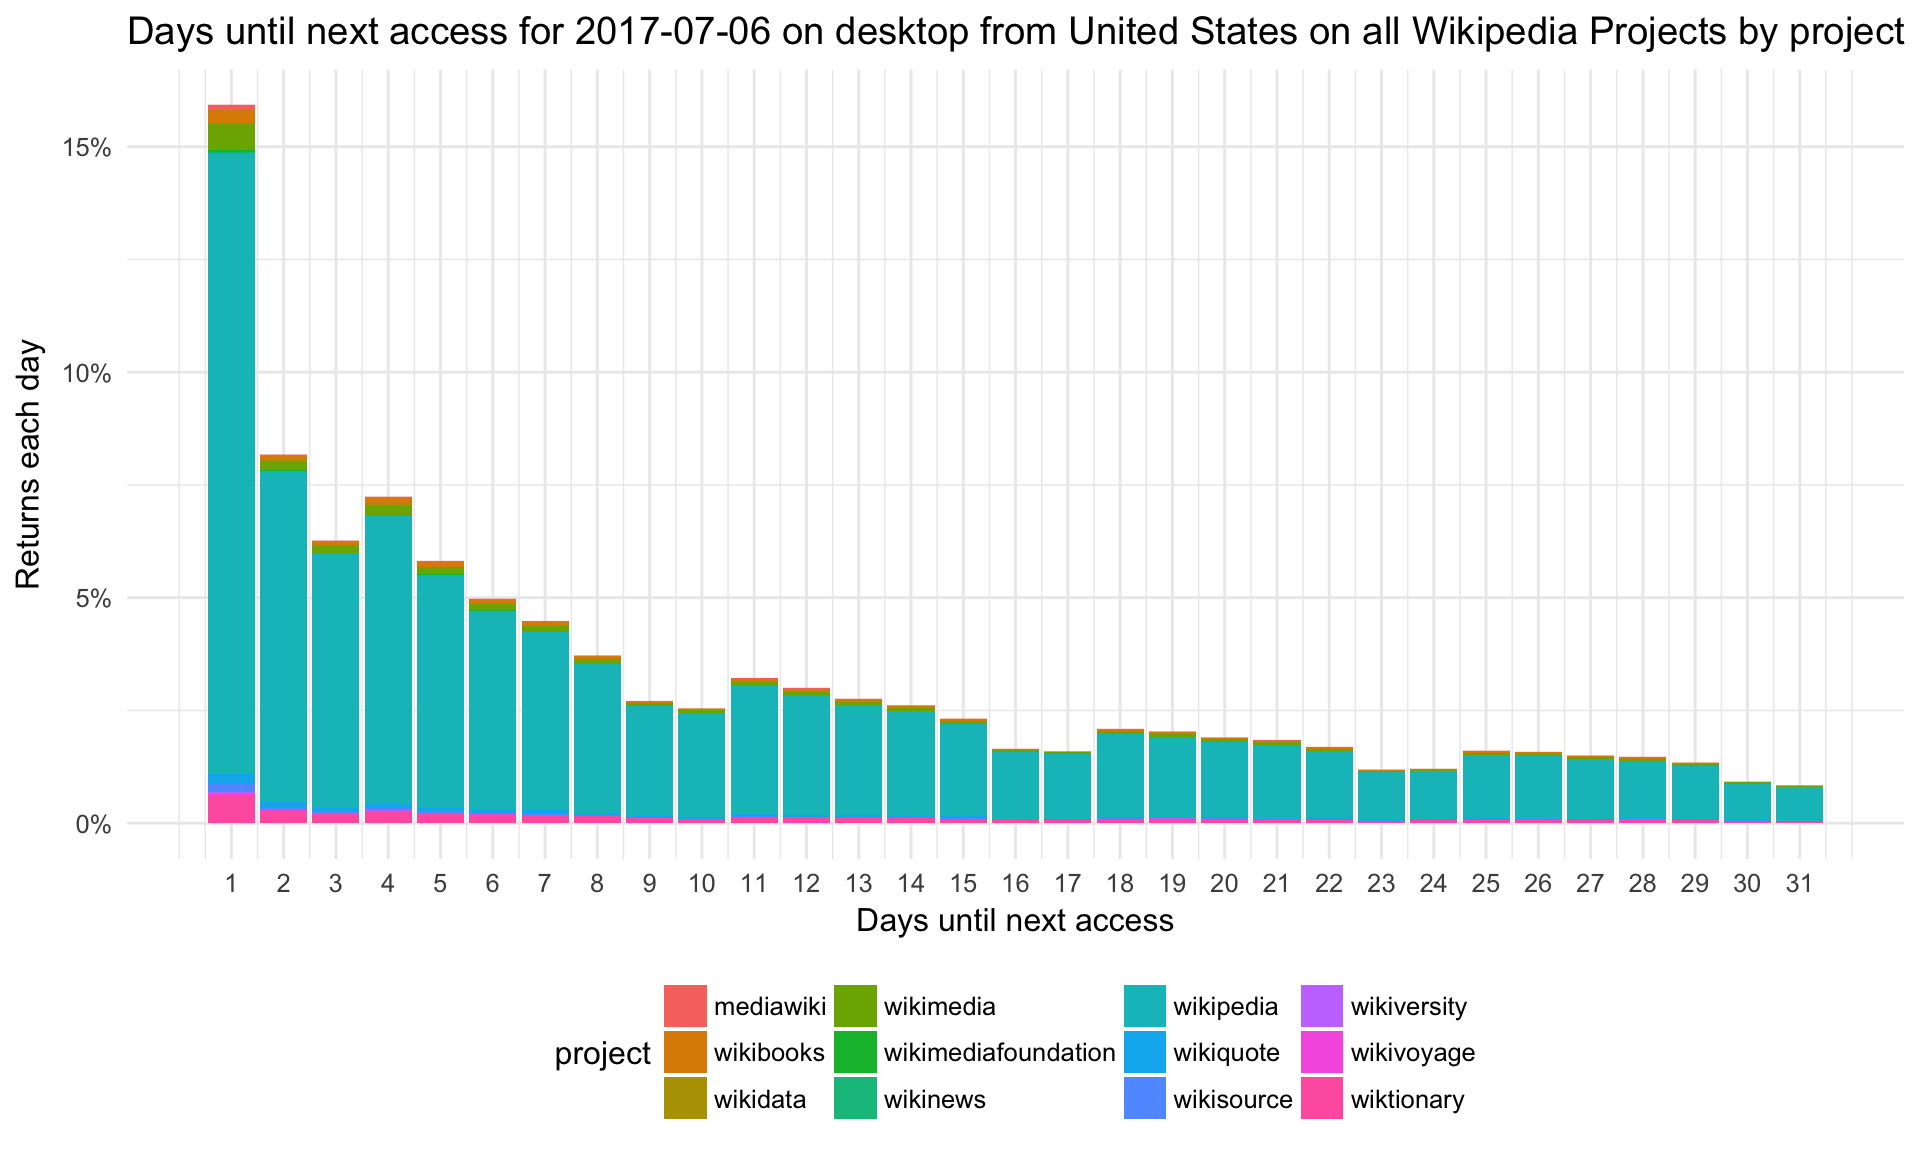 Days until next access for 2017-07-06 on desktop from United States on all Wikipedia Projects by project
Returns each day
15%
10%
5%
0%
1 2 3 4 5 6 7 8 9 10 11 12 13 14 15 16 17 18 19 20 21 22 23 24 25 26 27 28 29 30 31
Days until next access
project
mediawiki wikimedia wikipedia wikiversity
wikibooks wikimediafoundation wikiquote wikivoyage
wikidata wikinews wikisource wiktionary